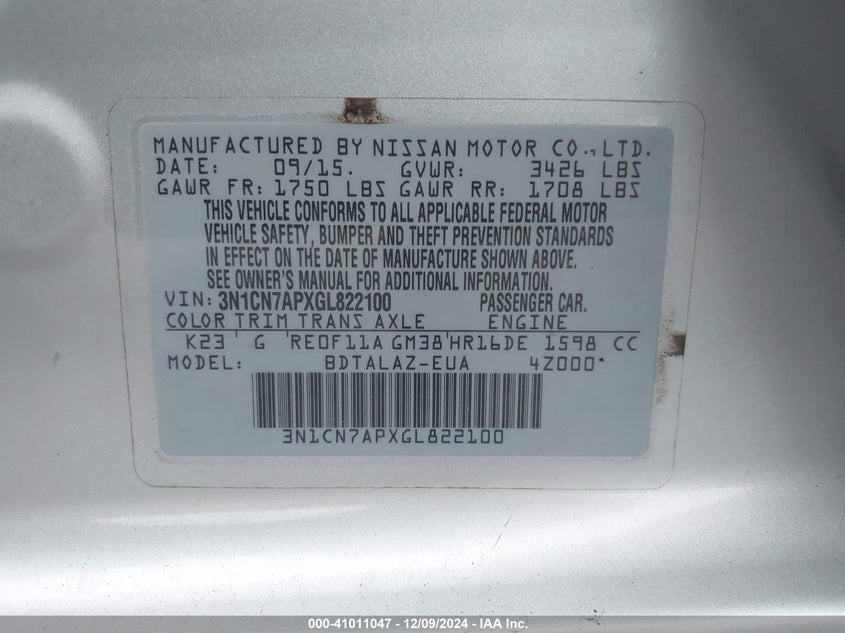 MANUFACTURED BY NISSAN MOTOR CO., LTD.
DATE: 09/15. GVWR: 3426 LBS
GAWR FR: 1750 LBS GAWR RR: 1708 LBS
THIS VEHICLE CONFORMS TO ALL APPLICABLE FEDERAL MOTOR
VEHICLE SAFETY, BUMPER AND THEFT PREVENTION STANDARDS
IN EFFECT ON THE DATE OF MANUFACTURE SHOWN ABOVE.
SEE OWNER'S MANUAL FOR ADDITIONAL INFORMATION.
VIN: 3N1CN7APXGL822100 PASSENGER CAR.
COLOR TRIM TRANS AXLE ENGINE
K23 G RE0F11A GM38 HR16DE 1598 CC
MODEL: BDTALAZ-EUA 4Z000*
3N1CN7APXGL822100
000-41011047 - 12/09/2024 - IAA Inc.